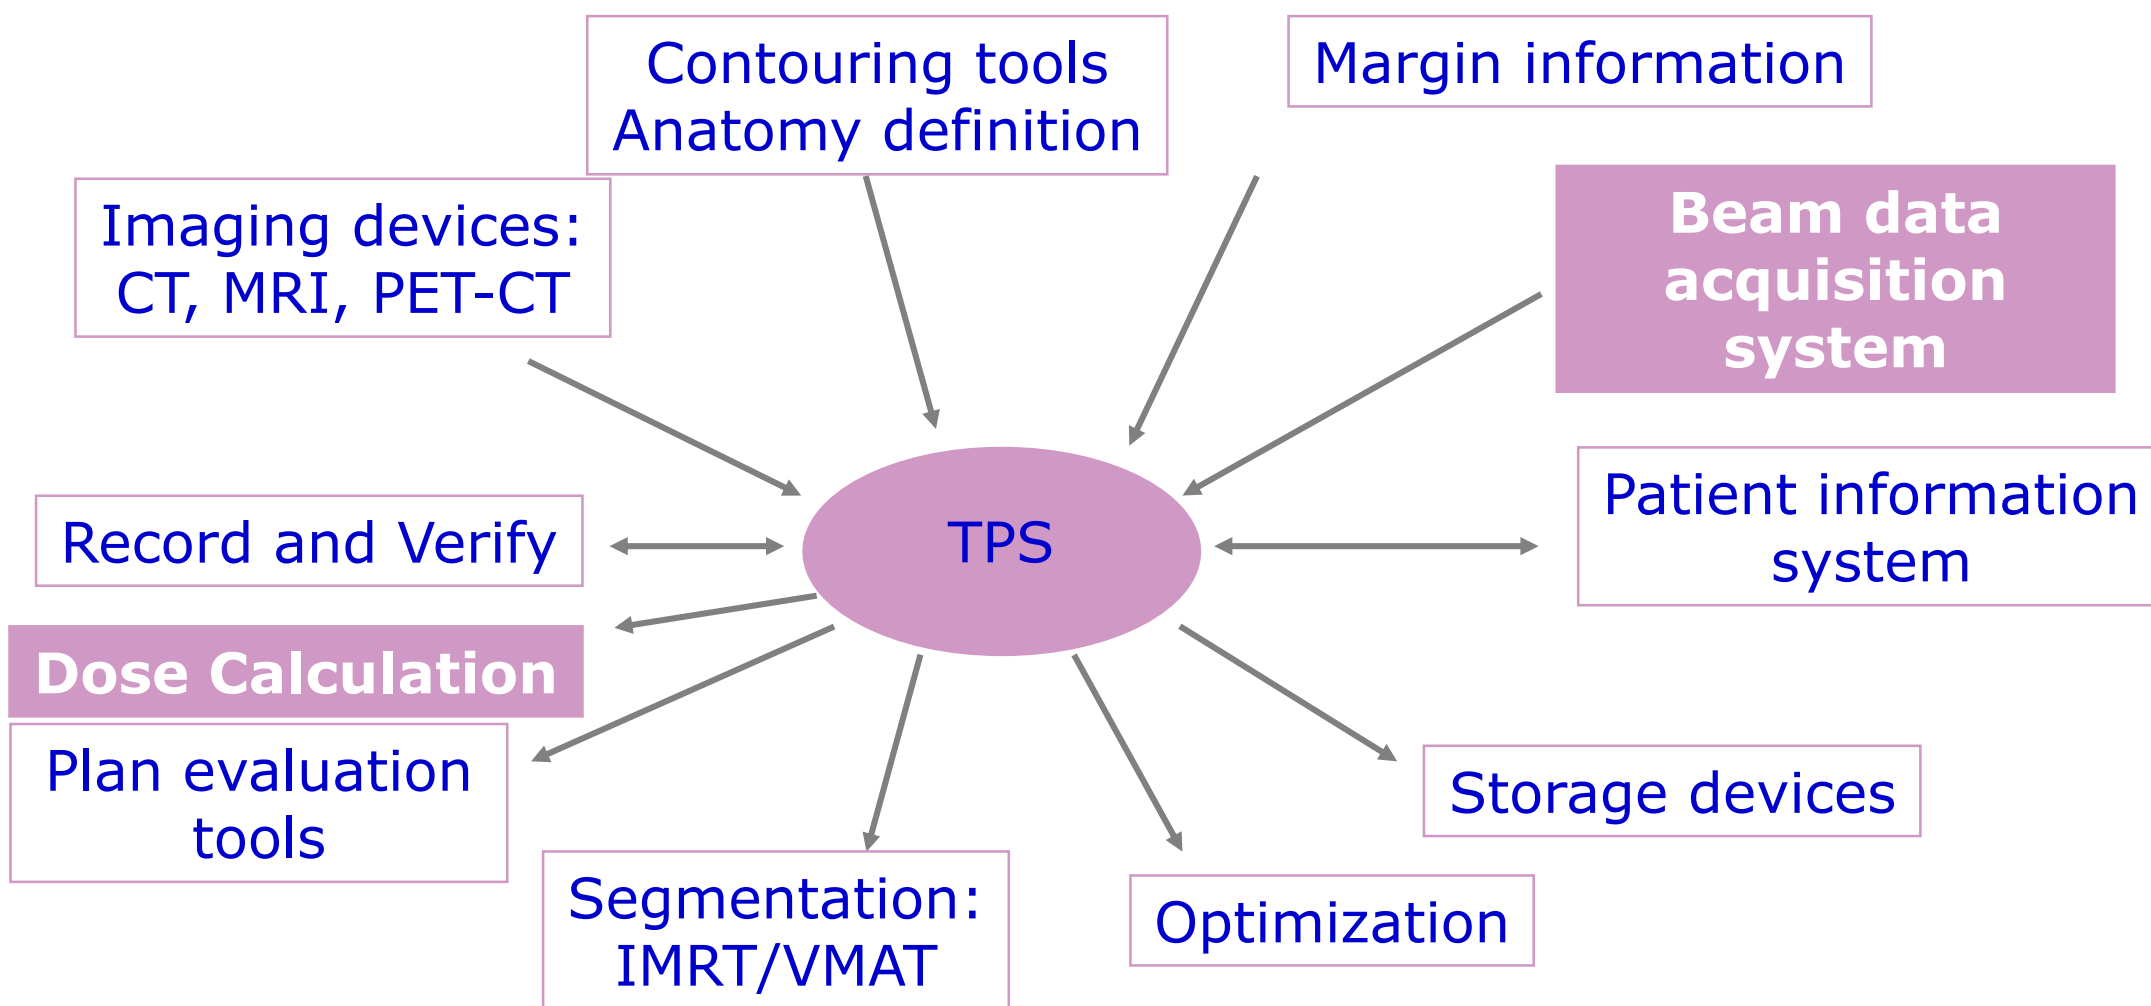 Contouring tools
Anatomy definition
Margin information
Imaging devices:
CT, MRI, PET-CT
Beam data
acquisition
system
Record and Verify
TPS
Patient information
system
Dose Calculation
Plan evaluation
tools
Storage devices
Segmentation:
IMRT/VMAT
Optimization